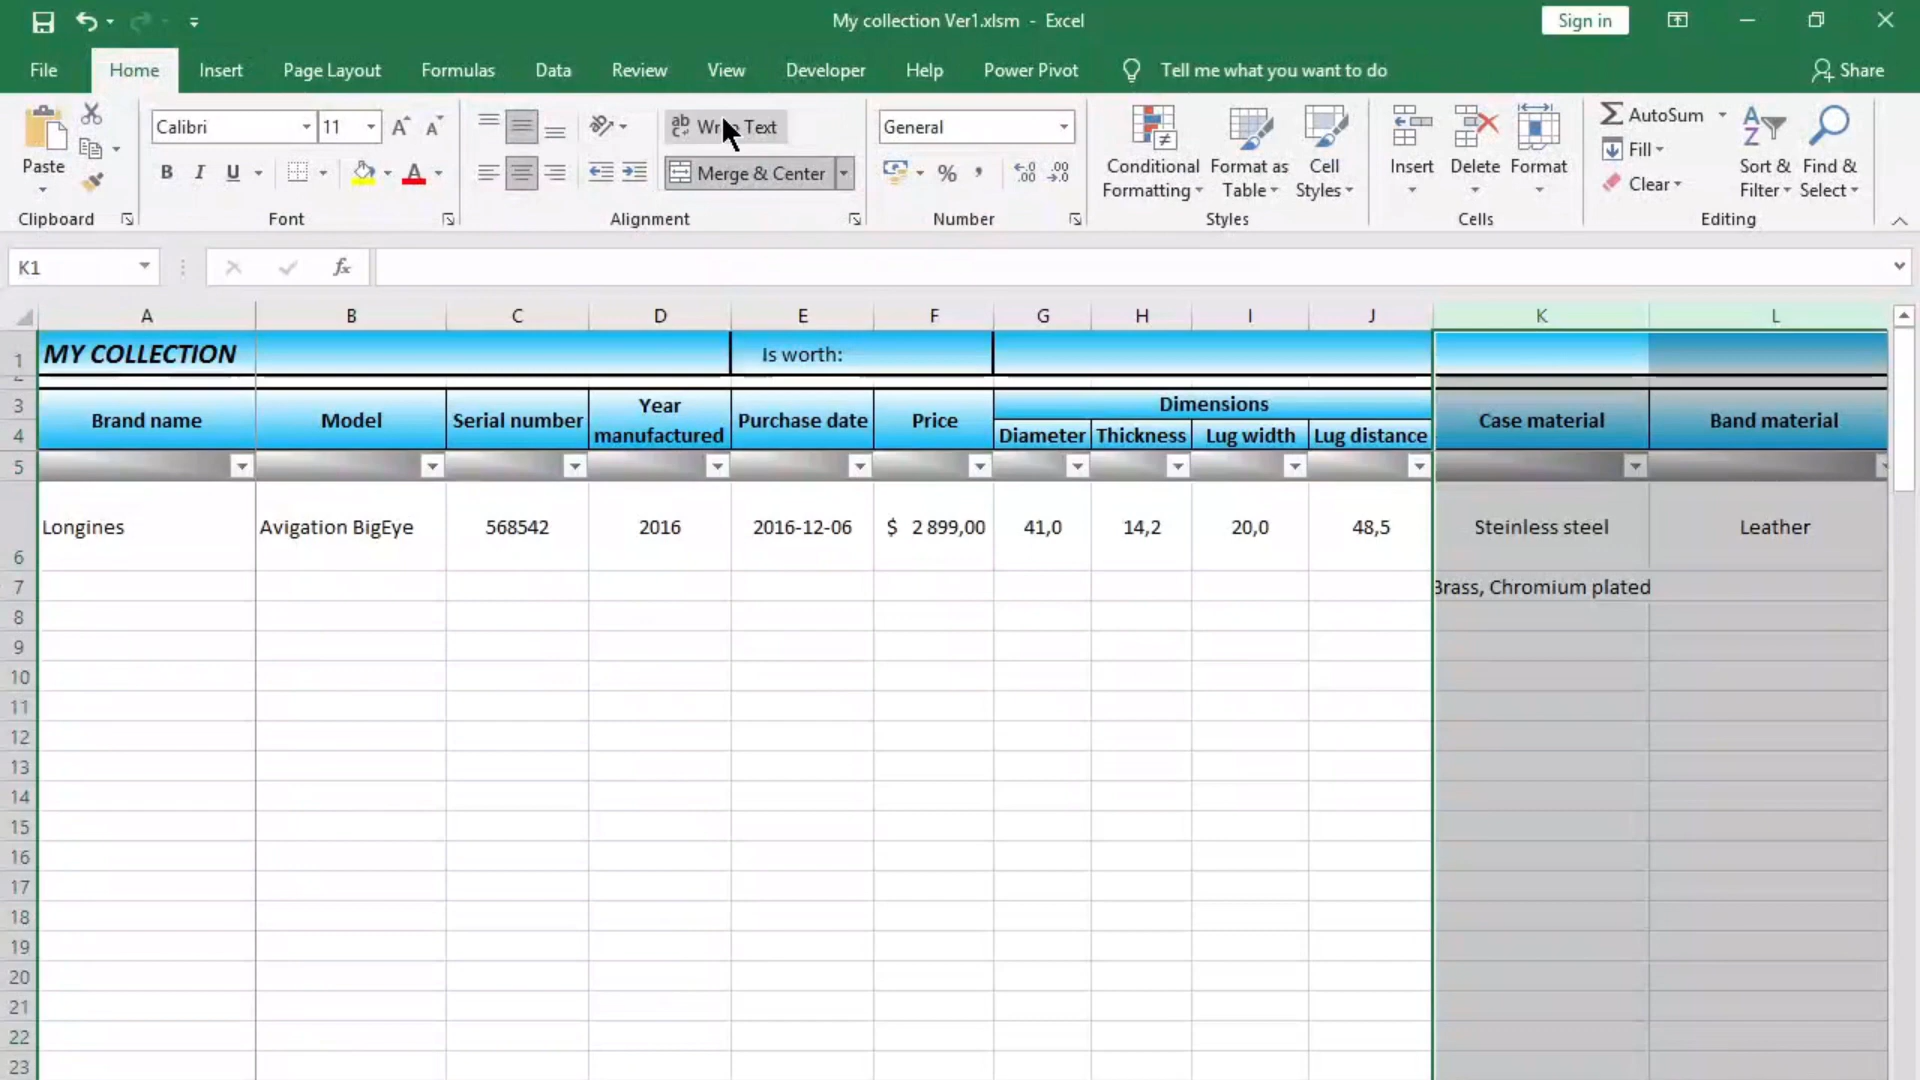 My collection Ver1.xlsm - Excel
Sign in
File Home Insert Page Layout Formulas Data Review View Developer Help Power Pivot Tell me what you want to do Share
Paste
Clipboard
Calibri 11
B I U
Font
Text
Merge & Center
Alignment
General
%
Number
Conditional Formatting
Format as Table
Cell Styles
Styles
Insert
Delete
Format
Cells
AutoSum
Fill
Clear
Sort & Filter
Find & Select
Editing
K1 fx
A B C D E F G H I J K L
1 MY COLLECTION Is worth:
3 Brand name Model Serial number Year manufactured Purchase date Price Dimensions Case material Band material
4 Diameter Thickness Lug width Lug distance
5
6 Longines Avigation BigEye 568542 2016 2016-12-06 $ 2 899,00 41,0 14,2 20,0 48,5 Steinless steel Leather
7 Brass, Chromium plated
8
9
10
11
12
13
14
15
16
17
18
19
20
21
22
23